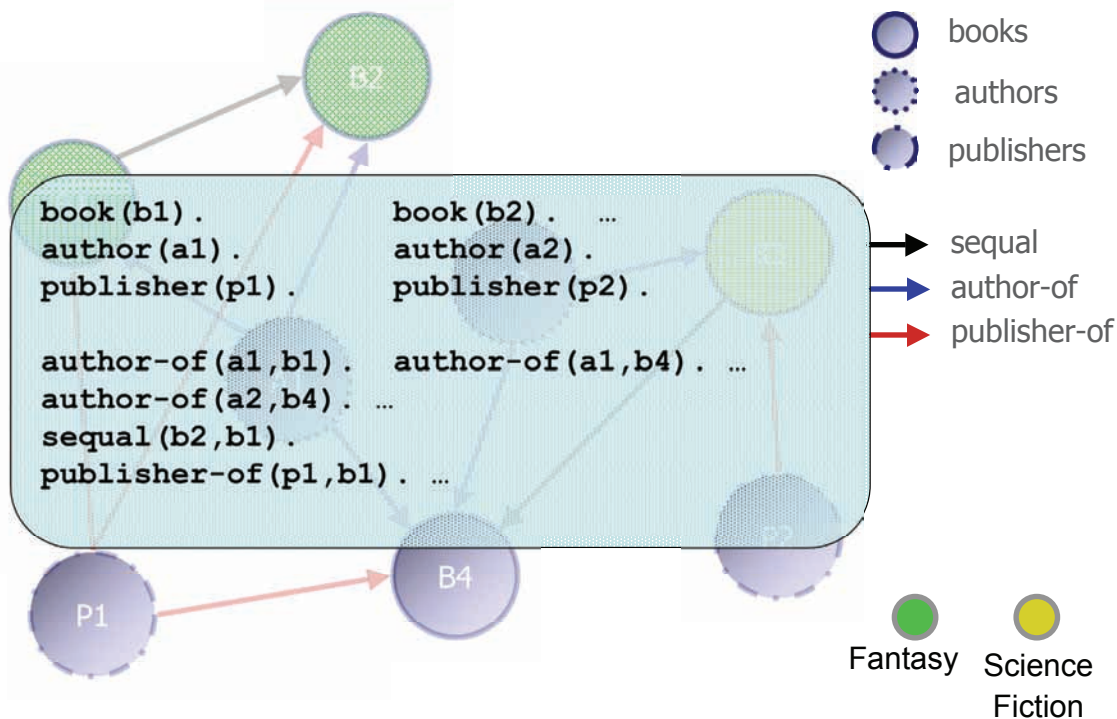 B2
books
authors
publishers
book(b1). book(b2). …
author(a1). author(a2).
publisher(p1). publisher(p2).
author-of(a1,b1). author-of(a1,b4). …
author-of(a2,b4). …
sequal(b2,b1).
publisher-of(p1,b1). …
sequal
author-of
publisher-of
P2
B4
P1
Fantasy
Science
Fiction